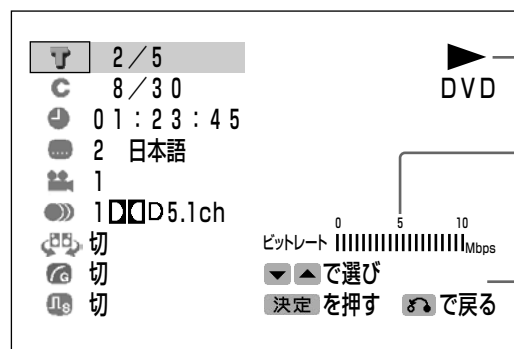 T 2/5
C 8/30
01:23:45
2 日本語
1
1 DD D 5.1ch
切
G 切
S 切
DVD
0 5 10
ビットレート Mbps
▼▲で選び
決定 を押す で戻る